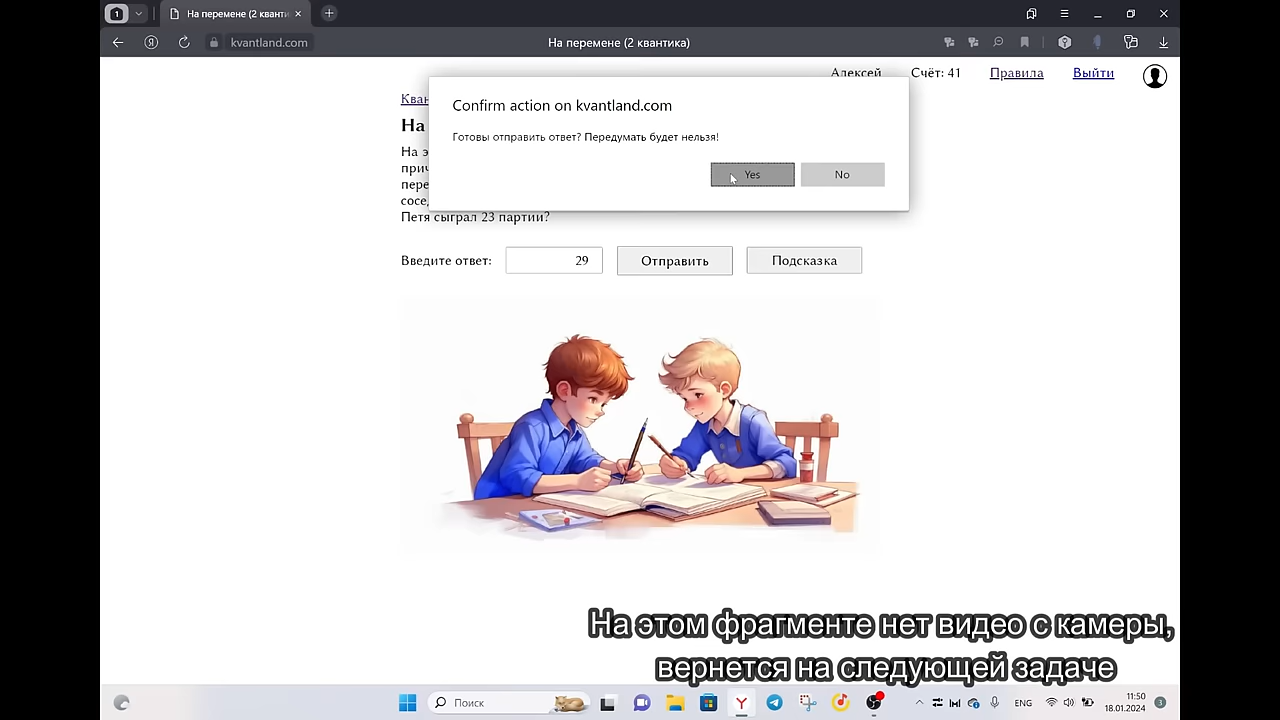 1
На перемене (2 кванти
kvantland.com
На перемене (2 квантика)
Алексей
Счёт: 41
Правила
Выйти
Кван
Confirm action on kvantland.com
На
Готовы отправить ответ? Передумать будет нельзя!
На э
прич
Yes
No
пере
сосе
Петя сыграл 23 партии?
Введите ответ:
29
Отправить
Подсказка
На этом фрагменте нет видео с камеры,
вернется на следующей задаче
Поиск
ENG
11:50
18.01.2024
3